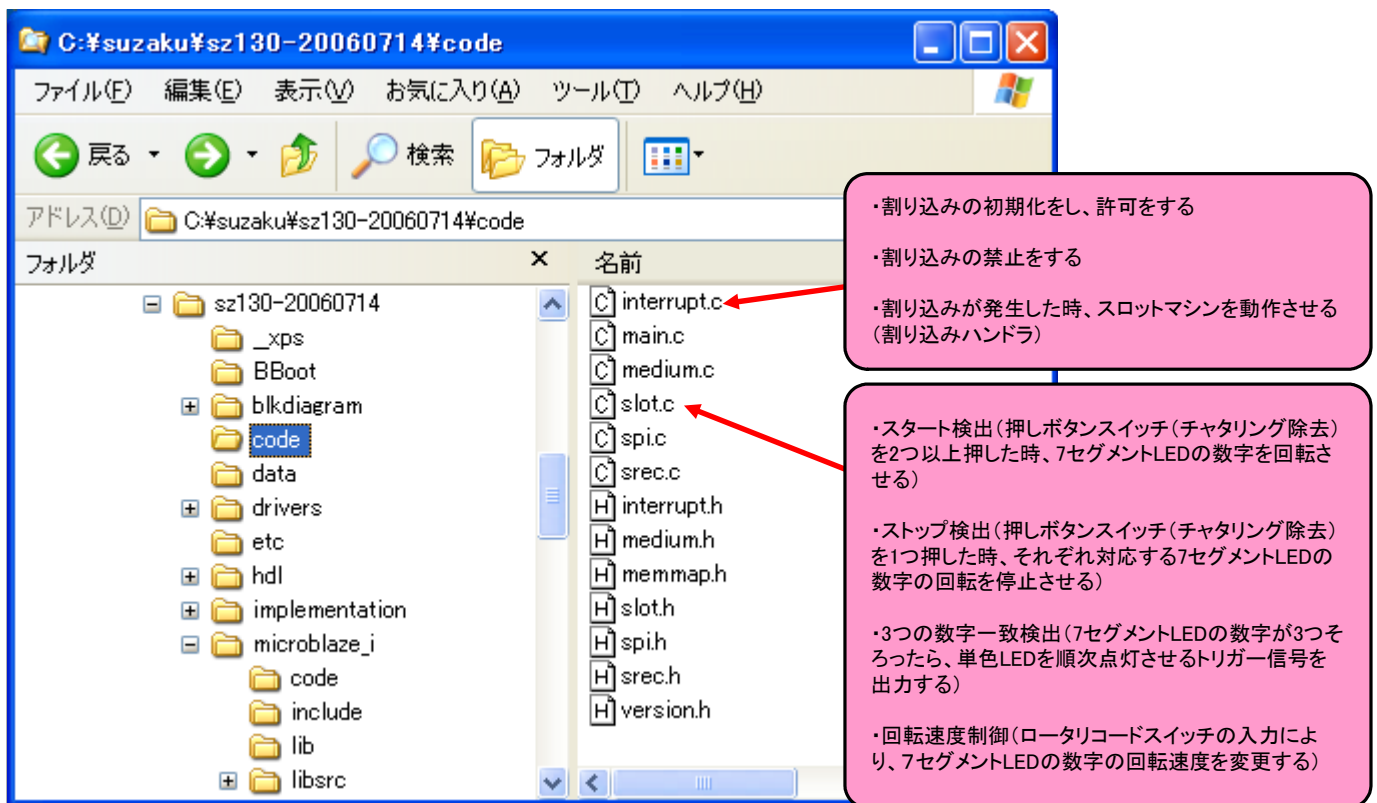 C:¥suzaku¥sz130-20060714¥code
ファイル(F) 編集(E) 表示(V) お気に入り(A) ツール(T) ヘルプ(H)
戻る 検索 フォルダ
アドレス(D) C:¥suzaku¥sz130-20060714¥code
フォルダ
sz130-20060714
_xps
BBoot
blkdiagram
code
data
drivers
etc
hdl
implementation
microblaze_i
code
include
lib
libsrc
名前
interrupt.c
main.c
medium.c
slot.c
spi.c
srec.c
interrupt.h
medium.h
memmap.h
slot.h
spi.h
srec.h
version.h
・割り込みの初期化をし、許可をする
・割り込みの禁止をする
・割り込みが発生した時、スロットマシンを動作させる
(割り込みハンドラ)
・スタート検出(押しボタンスイッチ(チャタリング除去)
を2つ以上押した時、7セグメントLEDの数字を回転さ
せる)
・ストップ検出(押しボタンスイッチ(チャタリング除去)
を1つ押した時、それぞれ対応する7セグメントLEDの
数字の回転を停止させる)
・3つの数字一致検出(7セグメントLEDの数字が3つそ
ろったら、単色LEDを順次点灯させるトリガー信号を
出力する)
・回転速度制御(ロータリコードスイッチの入力によ
り、7セグメントLEDの数字の回転速度を変更する)